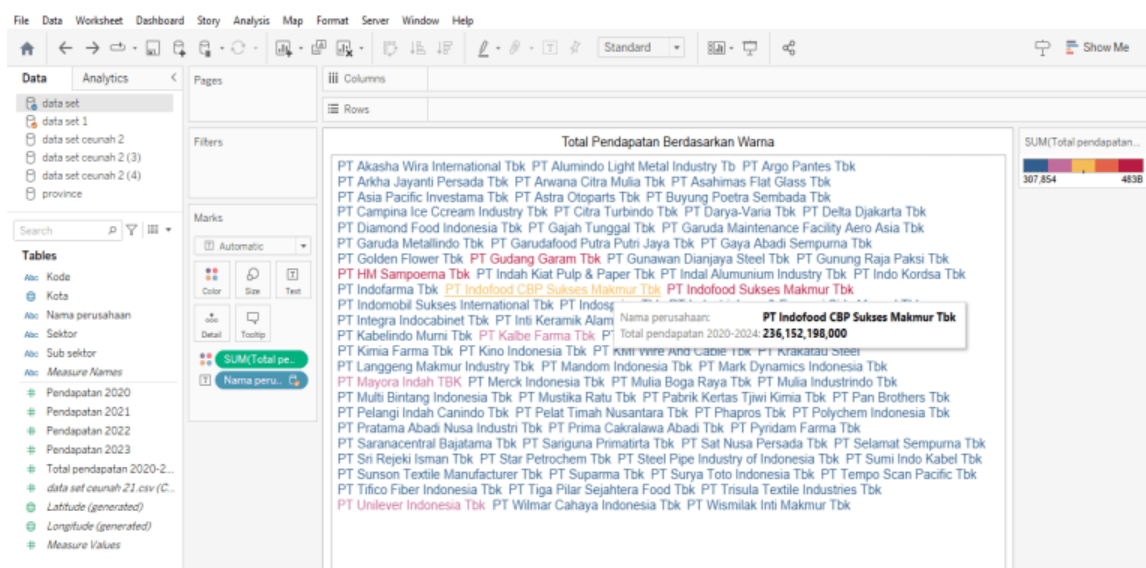 File Data Worksheet Dashboard Story Analysis Map Format Server Window Help
Standard
Show Me
Data Analytics
data set
data set 1
data set ceunah 2
data set ceunah 2 (3)
data set ceunah 2 (4)
province
Search
Tables
Abc Kode
Kota
Abc Nama perusahaan
Abc Sektor
Abc Sub sektor
Abc Measure Names
# Pendapatan 2020
# Pendapatan 2021
# Pendapatan 2022
# Pendapatan 2023
# Total pendapatan 2020-2...
# data set ceunah 21.csv (C...
Latitude (generated)
Longitude (generated)
# Measure Values
Pages
Filters
Marks
Automatic
Color Size Text
Detail Tooltip
SUM(Total pe..
Nama peru..
Columns
Rows
Total Pendapatan Berdasarkan Warna
PT Akasha Wira International Tbk PT Alumindo Light Metal Industry Tb PT Argo Pantes Tbk
PT Arkha Jayanti Persada Tbk PT Arwana Citra Mulia Tbk PT Asahimas Flat Glass Tbk
PT Asia Pacific Investama Tbk PT Astra Otoparts Tbk PT Buyung Poetra Sembada Tbk
PT Campina Ice Ccream Industry Tbk PT Citra Turbindo Tbk PT Darya-Varia Tbk PT Delta Djakarta Tbk
PT Diamond Food Indonesia Tbk PT Gajah Tunggal Tbk PT Garuda Maintenance Facility Aero Asia Tbk
PT Garuda Metallindo Tbk PT Garudafood Putra Putri Jaya Tbk PT Gaya Abadi Sempurna Tbk
PT Golden Flower Tbk PT Gudang Garam Tbk PT Gunawan Dianjaya Steel Tbk PT Gunung Raja Paksi Tbk
PT HM Sampoerna Tbk PT Indah Kiat Pulp & Paper Tbk PT Indal Alumunium Industry Tbk PT Indo Kordsa Tbk
PT Indofarma Tbk PT Indofood CBP Sukses Makmur Tbk PT Indofood Sukses Makmur Tbk
PT Indomobil Sukses International Tbk PT Indosp
PT Integra Indocabinet Tbk PT Inti Keramik Alam
PT Kabelindo Murni Tbk PT Kalbe Farma Tbk PT
PT Kimia Farma Tbk PT Kino Indonesia Tbk PT KMI Wire And Cable Tbk PT Krakatau Steel
PT Langgeng Makmur Industry Tbk PT Mandom Indonesia Tbk PT Mark Dynamics Indonesia Tbk
PT Mayora Indah TBK PT Merck Indonesia Tbk PT Mulia Boga Raya Tbk PT Mulia Industrindo Tbk
PT Multi Bintang Indonesia Tbk PT Mustika Ratu Tbk PT Pabrik Kertas Tjiwi Kimia Tbk PT Pan Brothers Tbk
PT Pelangi Indah Canindo Tbk PT Pelat Timah Nusantara Tbk PT Phapros Tbk PT Polychem Indonesia Tbk
PT Pratama Abadi Nusa Industri Tbk PT Prima Cakralawa Abadi Tbk PT Pyridam Farma Tbk
PT Saranacentral Bajatama Tbk PT Sariguna Primatirta Tbk PT Sat Nusa Persada Tbk PT Selamat Sempurna Tbk
PT Sri Rejeki Isman Tbk PT Star Petrochem Tbk PT Steel Pipe Industry of Indonesia Tbk PT Sumi Indo Kabel Tbk
PT Sunson Textile Manufacturer Tbk PT Suparma Tbk PT Surya Toto Indonesia Tbk PT Tempo Scan Pacific Tbk
PT Tifico Fiber Indonesia Tbk PT Tiga Pilar Sejahtera Food Tbk PT Trisula Textile Industries Tbk
PT Unilever Indonesia Tbk PT Wilmar Cahaya Indonesia Tbk PT Wismilak Inti Makmur Tbk
Nama perusahaan: PT Indofood CBP Sukses Makmur Tbk
Total pendapatan 2020-2024: 236,152,198,000
SUM(Total pendapatan...
307,854 483B